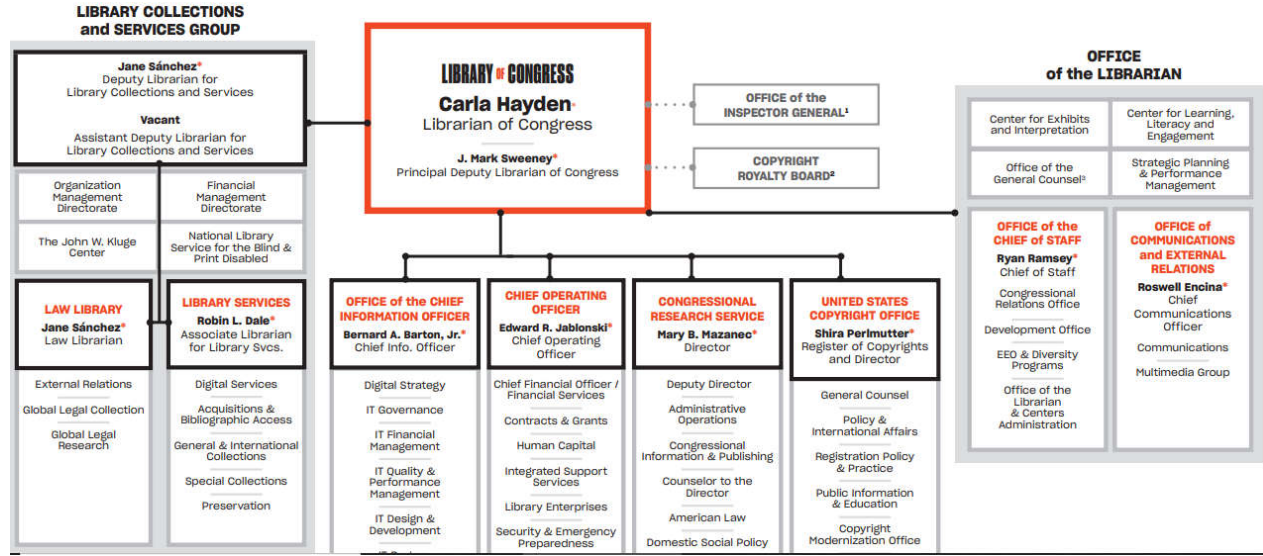 LIBRARY COLLECTIONS
and SERVICES GROUP
Jane Sánchez*
Deputy Librarian for
Library Collections and Services
Vacant
Assistant Deputy Librarian for
Library Collections and Services
Organization
Management
Directorate
Financial
Management
Directorate
The John W. Kluge
Center
National Library
Service for the Blind &
Print Disabled
LAW LIBRARY
Jane Sánchez*
Law Librarian
External Relations
Global Legal Collection
Global Legal
Research
LIBRARY SERVICES
Robin L. Dale*
Associate Librarian
for Library Svcs.
Digital Services
Acquisitions &
Bibliographic Access
General & International
Collections
Special Collections
Preservation
LIBRARY OF CONGRESS
Carla Hayden*
Librarian of Congress
J. Mark Sweeney*
Principal Deputy Librarian of Congress
OFFICE of the
INSPECTOR GENERAL¹
COPYRIGHT
ROYALTY BOARD²
OFFICE of the CHIEF
INFORMATION OFFICER
Bernard A. Barton, Jr.*
Chief Info. Officer
Digital Strategy
IT Governance
IT Financial
Management
IT Quality &
Performance
Management
IT Design &
Development
CHIEF OPERATING
OFFICER
Edward R. Jablonski*
Chief Operating
Officer
Chief Financial Officer /
Financial Services
Contracts & Grants
Human Capital
Integrated Support
Services
Library Enterprises
Security & Emergency
Preparedness
CONGRESSIONAL
RESEARCH SERVICE
Mary B. Mazanec*
Director
Deputy Director
Administrative
Operations
Congressional
Information & Publishing
Counselor to the
Director
American Law
Domestic Social Policy
UNITED STATES
COPYRIGHT OFFICE
Shira Perlmutter*
Register of Copyrights
and Director
General Counsel
Policy &
International Affairs
Registration Policy
& Practice
Public Information
& Education
Copyright
Modernization Office
OFFICE
of the LIBRARIAN
Center for Exhibits
and Interpretation
Center for Learning,
Literacy and
Engagement
Office of the
General Counsel³
Strategic Planning
& Performance
Management
OFFICE of the
CHIEF of STAFF
Ryan Ramsey*
Chief of Staff
Congressional
Relations Office
Development Office
EEO & Diversity
Programs
Office of the
Librarian
& Centers
Administration
OFFICE of
COMMUNICATIONS
and EXTERNAL
RELATIONS
Roswell Encina*
Chief
Communications
Officer
Communications
Multimedia Group